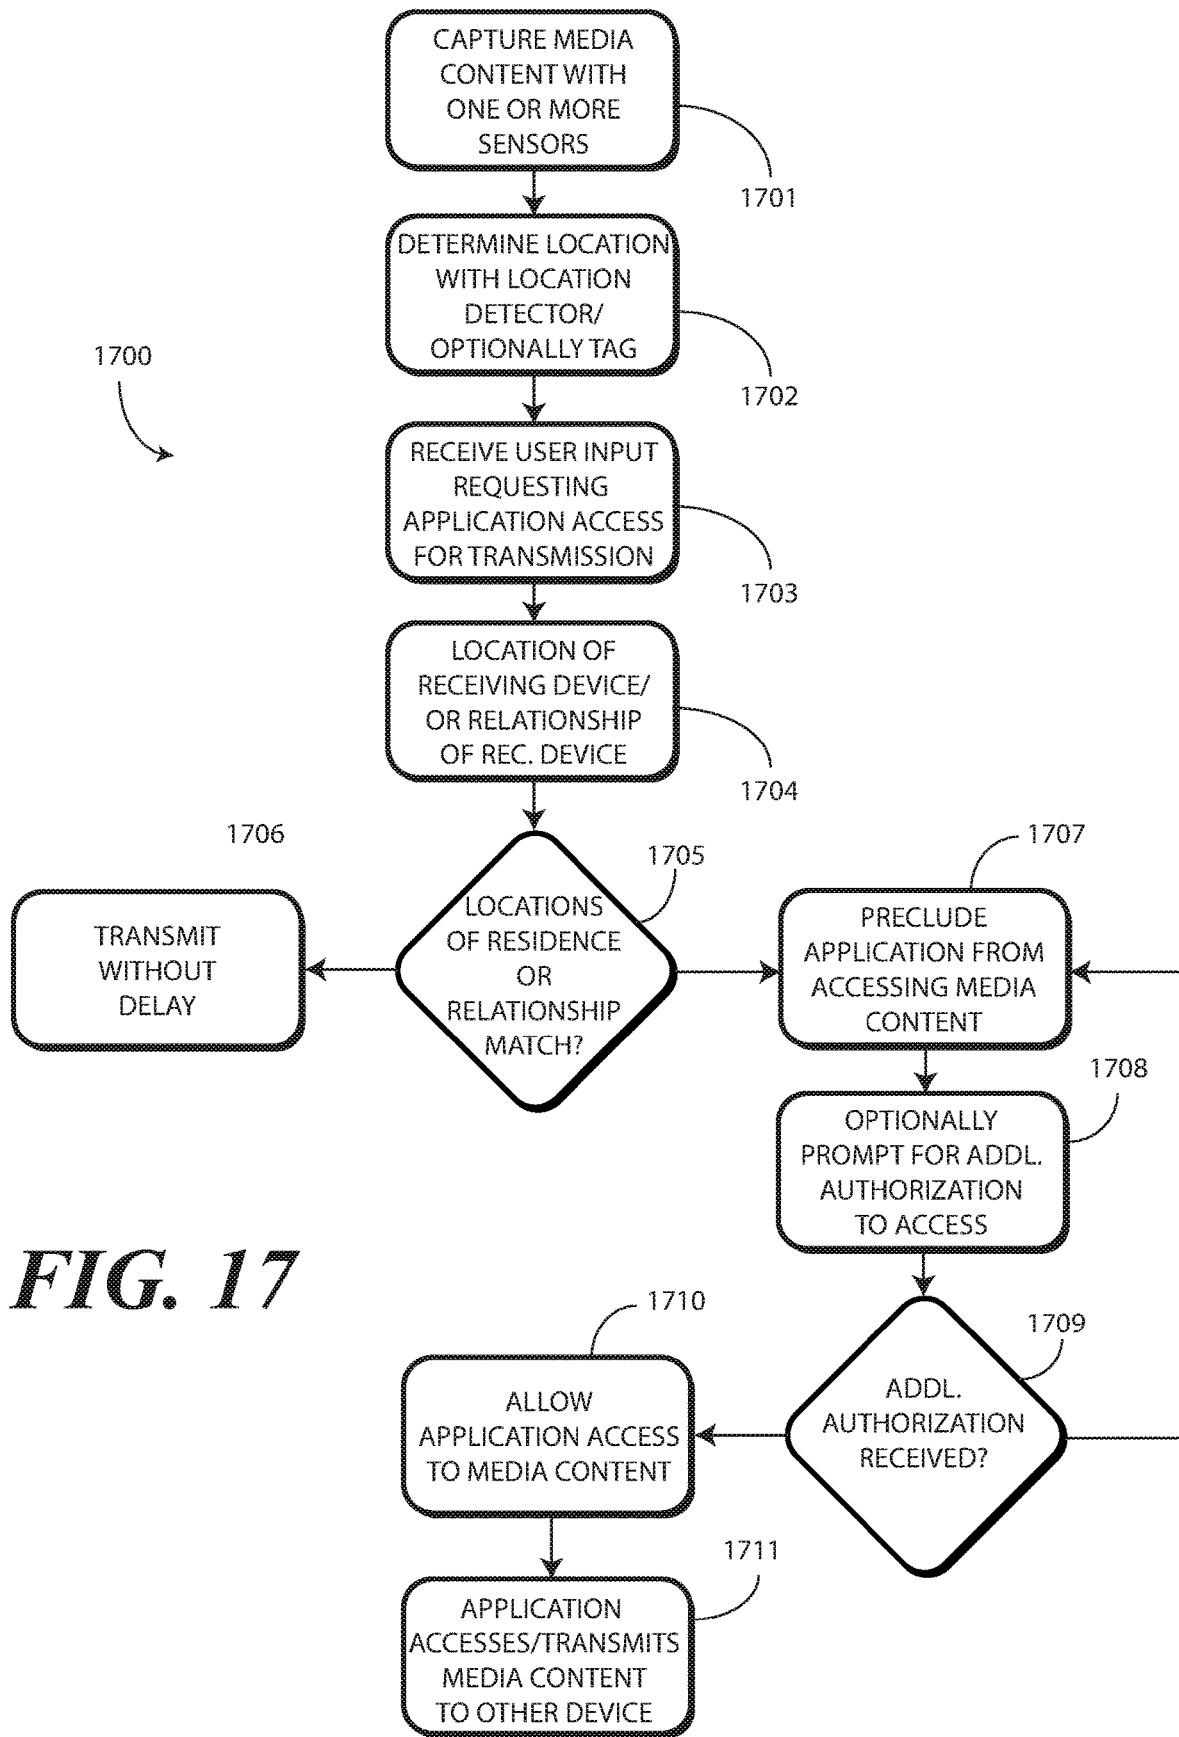 CAPTURE MEDIA
CONTENT WITH
ONE OR MORE
SENSORS
1701
DETERMINE LOCATION
WITH LOCATION
DETECTOR/
OPTIONALLY TAG
1702
1700
RECEIVE USER INPUT
REQUESTING
APPLICATION ACCESS
FOR TRANSMISSION
1703
LOCATION OF
RECEIVING DEVICE/
OR RELATIONSHIP
OF REC. DEVICE
1704
1706
TRANSMIT
WITHOUT
DELAY
1705
LOCATIONS
OF RESIDENCE
OR
RELATIONSHIP
MATCH?
1707
PRECLUDE
APPLICATION FROM
ACCESSING MEDIA
CONTENT
1708
OPTIONALLY
PROMPT FOR ADDL.
AUTHORIZATION
TO ACCESS
FIG. 17
1709
ADDL.
AUTHORIZATION
RECEIVED?
1710
ALLOW
APPLICATION ACCESS
TO MEDIA CONTENT
1711
APPLICATION
ACCESSES/TRANSMITS
MEDIA CONTENT
TO OTHER DEVICE